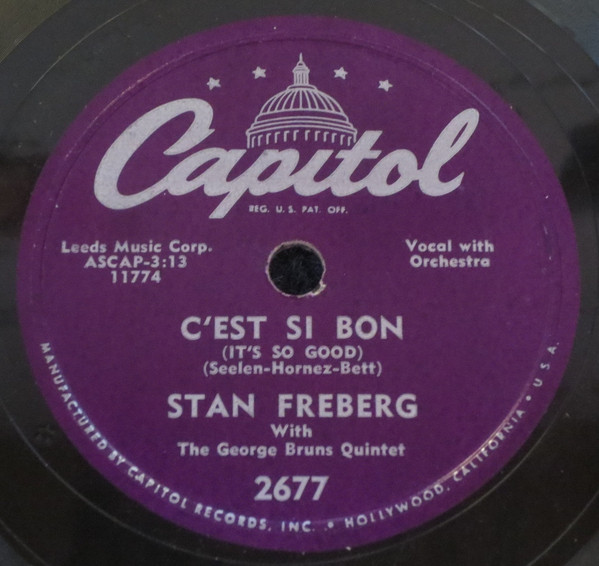 Capitol
REG. U.S. PAT. OFF.
Leeds Music Corp.
ASCAP-3:13
11774
Vocal with
Orchestra
C'EST SI BON
(IT'S SO GOOD)
(Seelen-Hornez-Bett)
STAN FREBERG
With
The George Bruns Quintet
2677
MANUFACTURED BY CAPITOL RECORDS, INC. • HOLLYWOOD, CALIFORNIA • U.S.A.